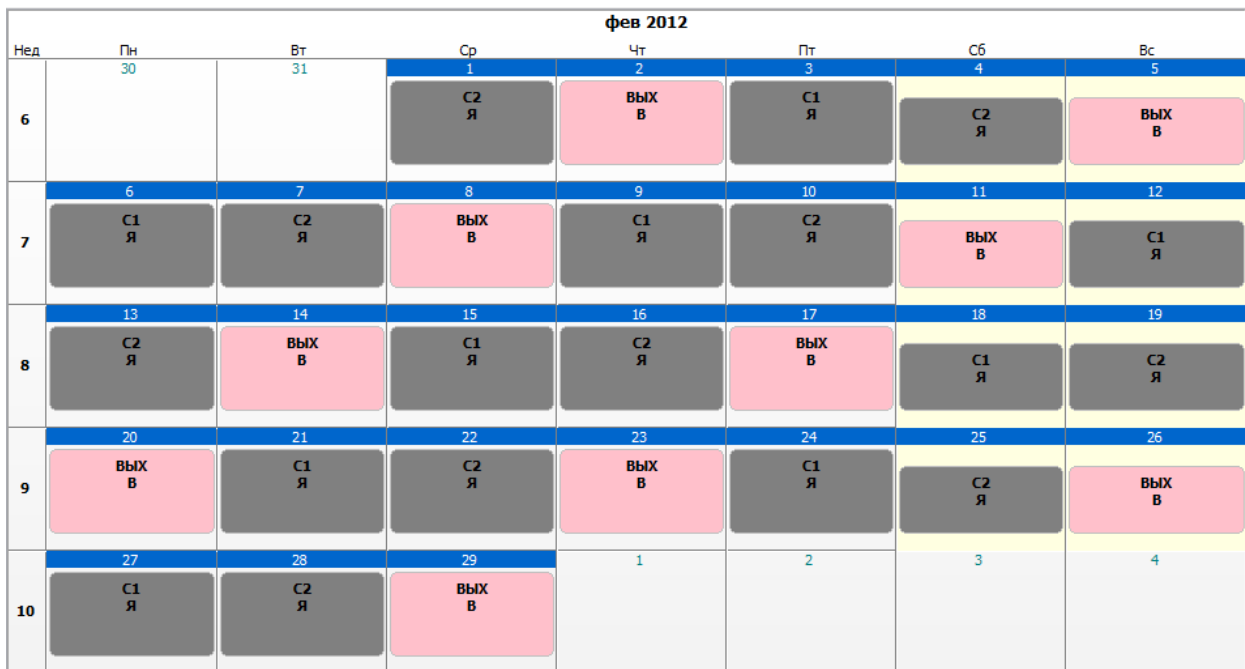 фев 2012
Нед Пн Вт Ср Чт Пт Сб Вс
30 31 1 2 3 4 5
С2 ВЫХ С1 С2 ВЫХ
Я В Я Я В
6
6 7 8 9 10 11 12
С1 С2 ВЫХ С1 С2 ВЫХ С1
Я Я В Я Я В Я
7
13 14 15 16 17 18 19
С2 ВЫХ С1 С2 ВЫХ С1 С2
Я В Я Я В Я Я
8
20 21 22 23 24 25 26
ВЫХ С1 С2 ВЫХ С1 С2 ВЫХ
В Я Я В Я Я В
9
27 28 29 1 2 3 4
С1 С2 ВЫХ
Я Я В
10